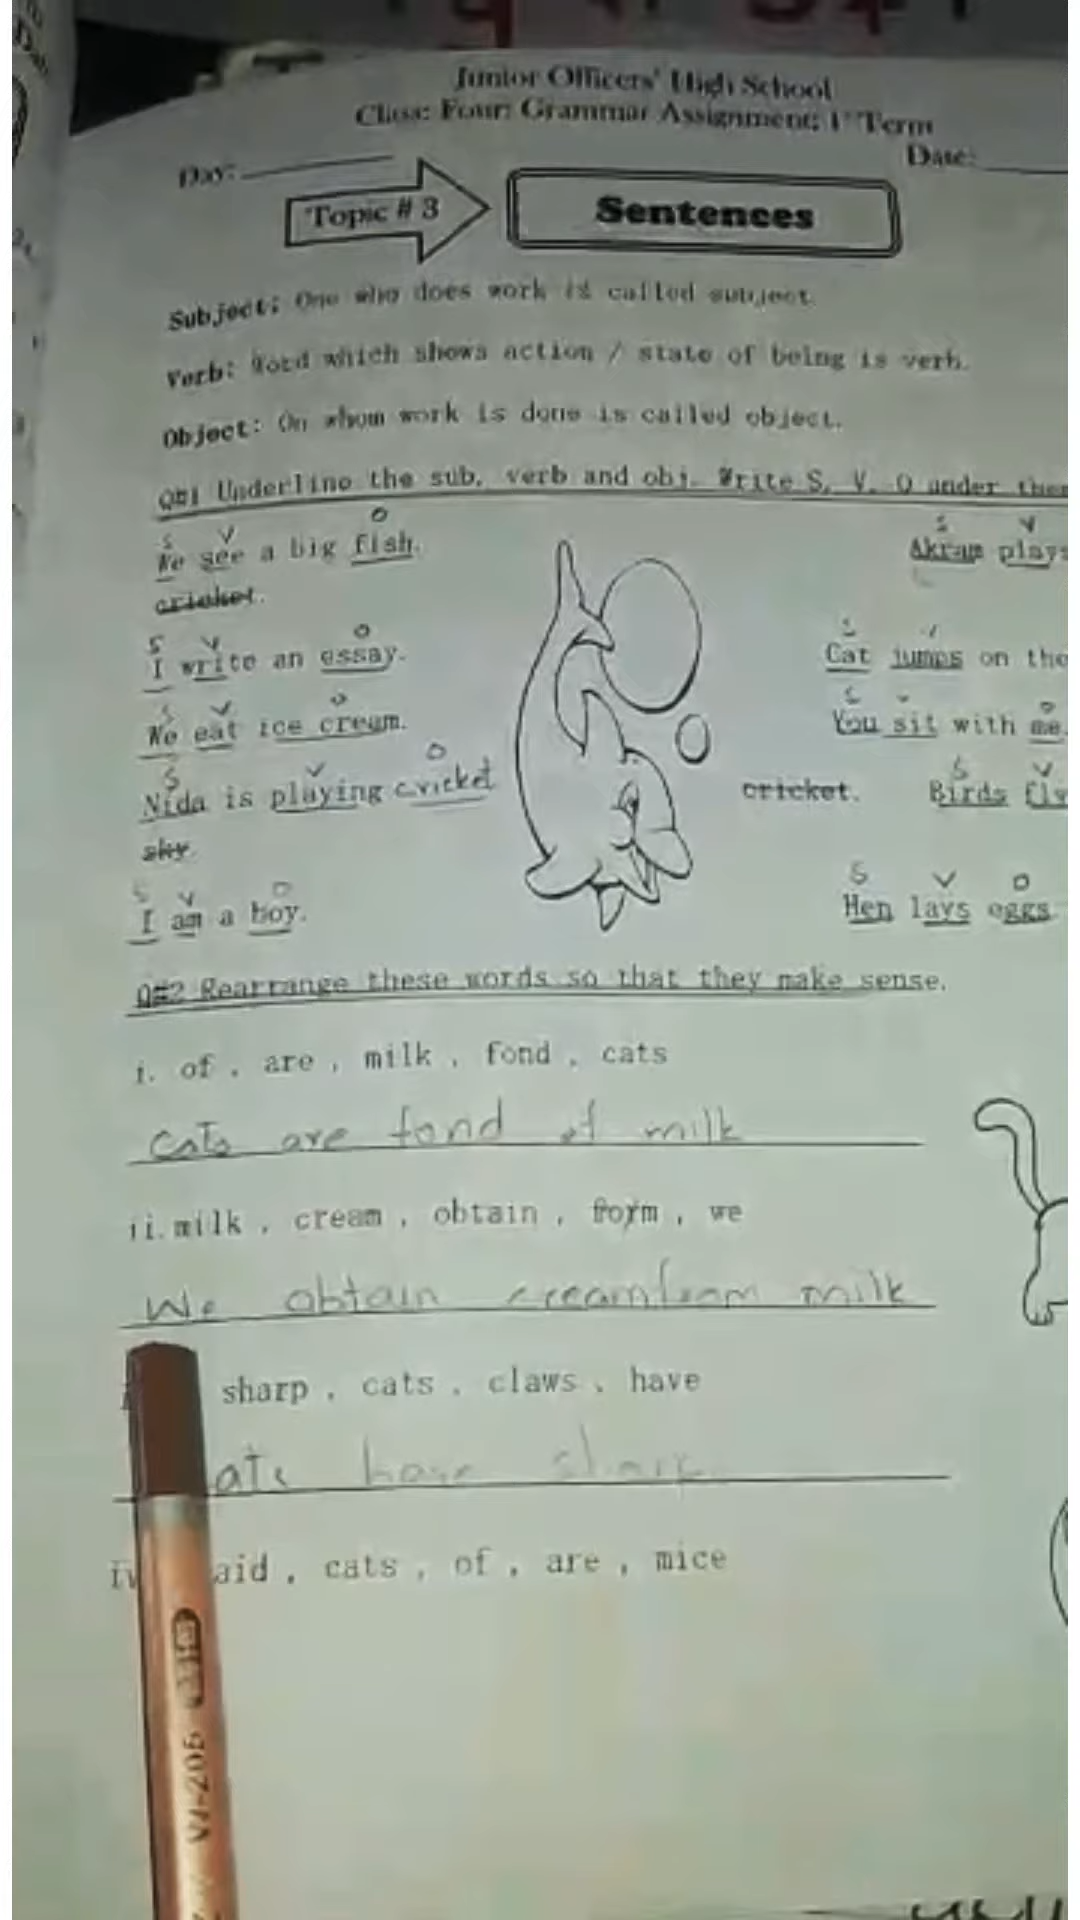 Junior Officers' High School
Class: Four: Grammar Assignment: 1st Term
Day:
Date:
Topic # 3
Sentences
Subject: One who does work is called subject.
Verb: Word which shows action / state of being is verb.
Object: On whom work is done is called object.
Q#1 Underline the sub, verb and obj. Write S, V, O under them
S V O S V
We see a big fish. Akram plays
cricket.
S V O S V
I write an essay. Cat jumps on the
S V O S V O
We eat ice cream. You sit with me.
S V O S V
Nida is playing cricket cricket. Birds fly
sky.
S V O S V O
I am a boy. Hen lays eggs.
Q#2 Rearrange these words so that they make sense.
i. of , are , milk , fond , cats
cats are fond of milk
ii. milk , cream , obtain , form , we
We obtain cream from milk
sharp , cats , claws , have
ats have sharp
iv aid , cats , of , are , mice
W-206